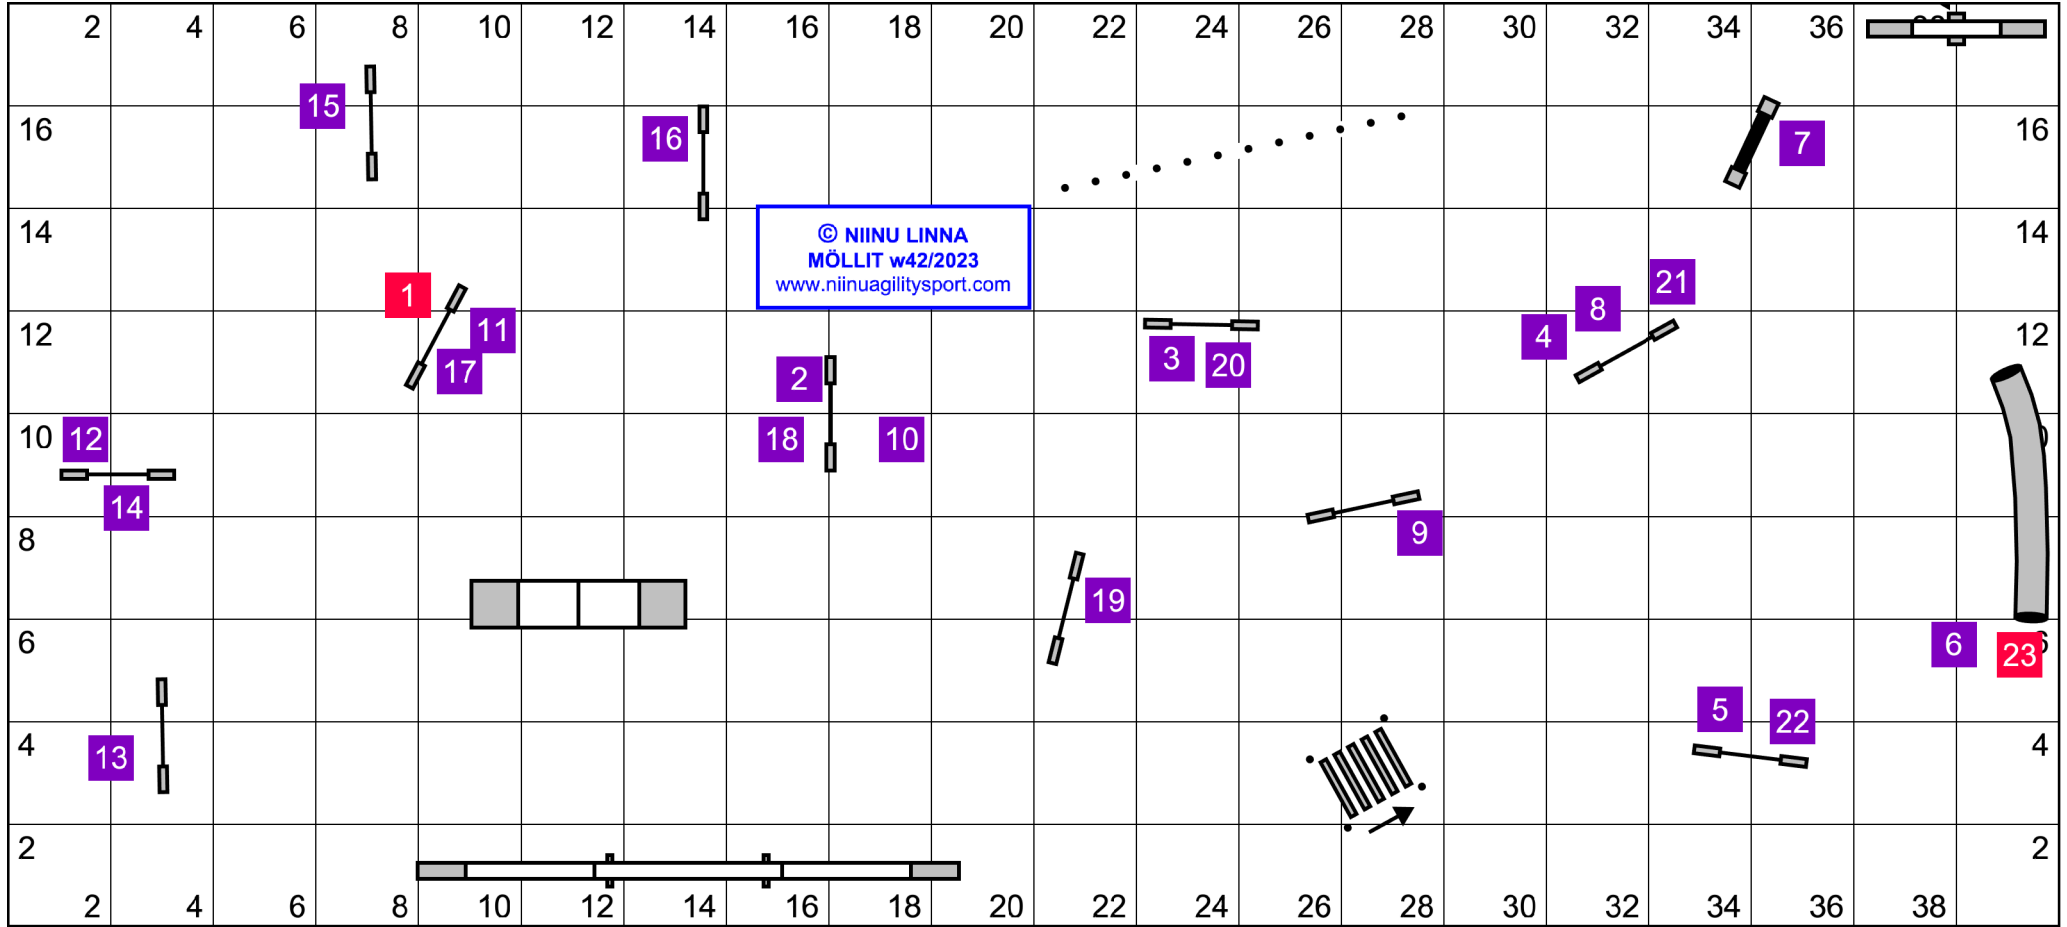 2 4 6 8 10 12 14 16 18 20 22 24 26 28 30 32 34 36
15
16 16 7 16
14 14
© NIINU LINNA
MÖLLIT w42/2023
www.niinuagilitysport.com
1 21
8
12 11 4 12
17 2 3 20
10 12 18 10
14
8 9
19
6 6 23
5 22
4 13 4
2 2
2 4 6 8 10 12 14 16 18 20 22 24 26 28 30 32 34 36 38